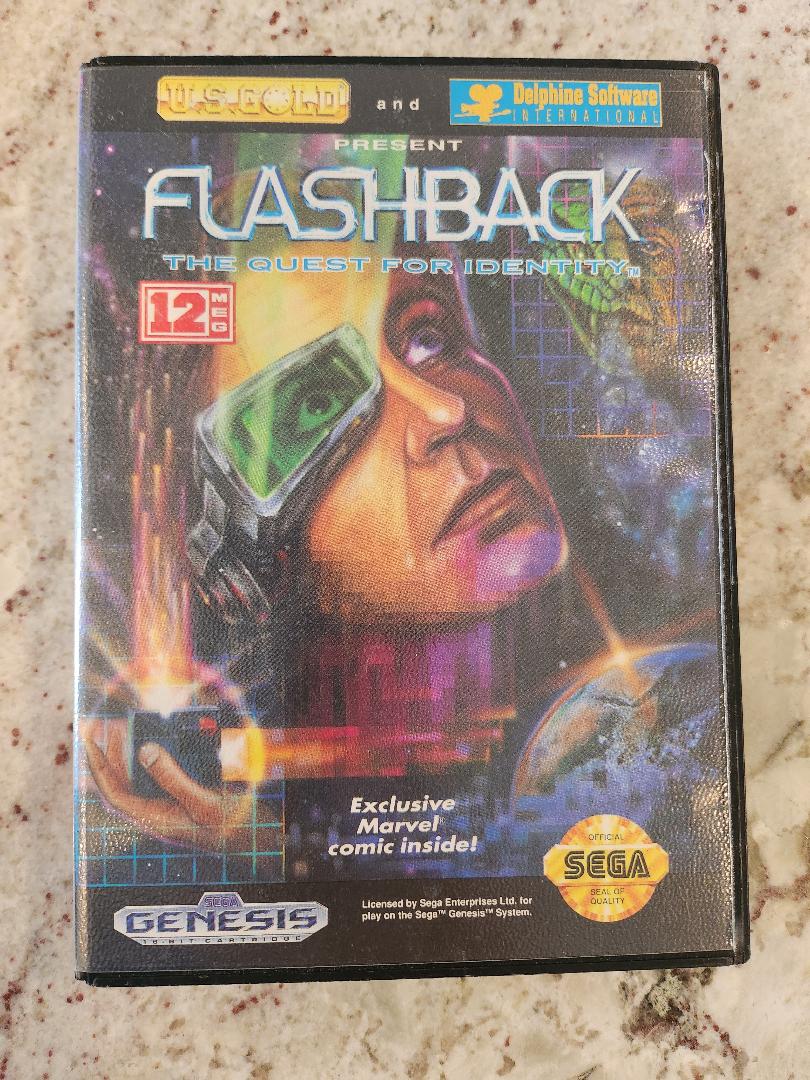 U.S.GOLD and Delphine Software
INTERNATIONAL
PRESENT
FLASHBACK
THE QUEST FOR IDENTITY™
12 MEG
Exclusive
Marvel®
comic inside!
OFFICIAL
SEGA
SEAL OF
QUALITY
SEGA
GENESIS
16-BIT CARTRIDGE
Licensed by Sega Enterprises Ltd. for
play on the Sega™ Genesis™ System.